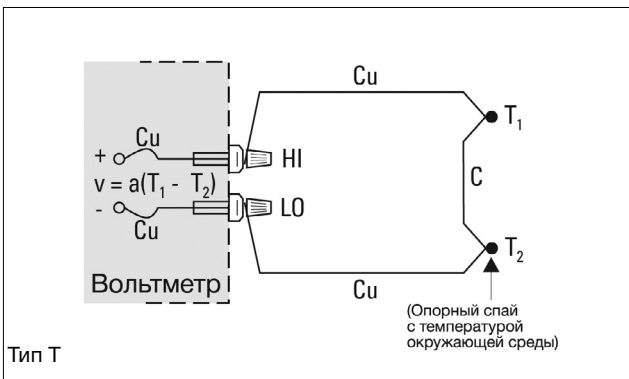 Cu
T₁
+ Cu HI
v = a(T₁ - T₂)
C
- LO
Cu
T₂
Вольтметр
Cu
(Опорный спай
с температурой
окружающей среды)
Тип Т